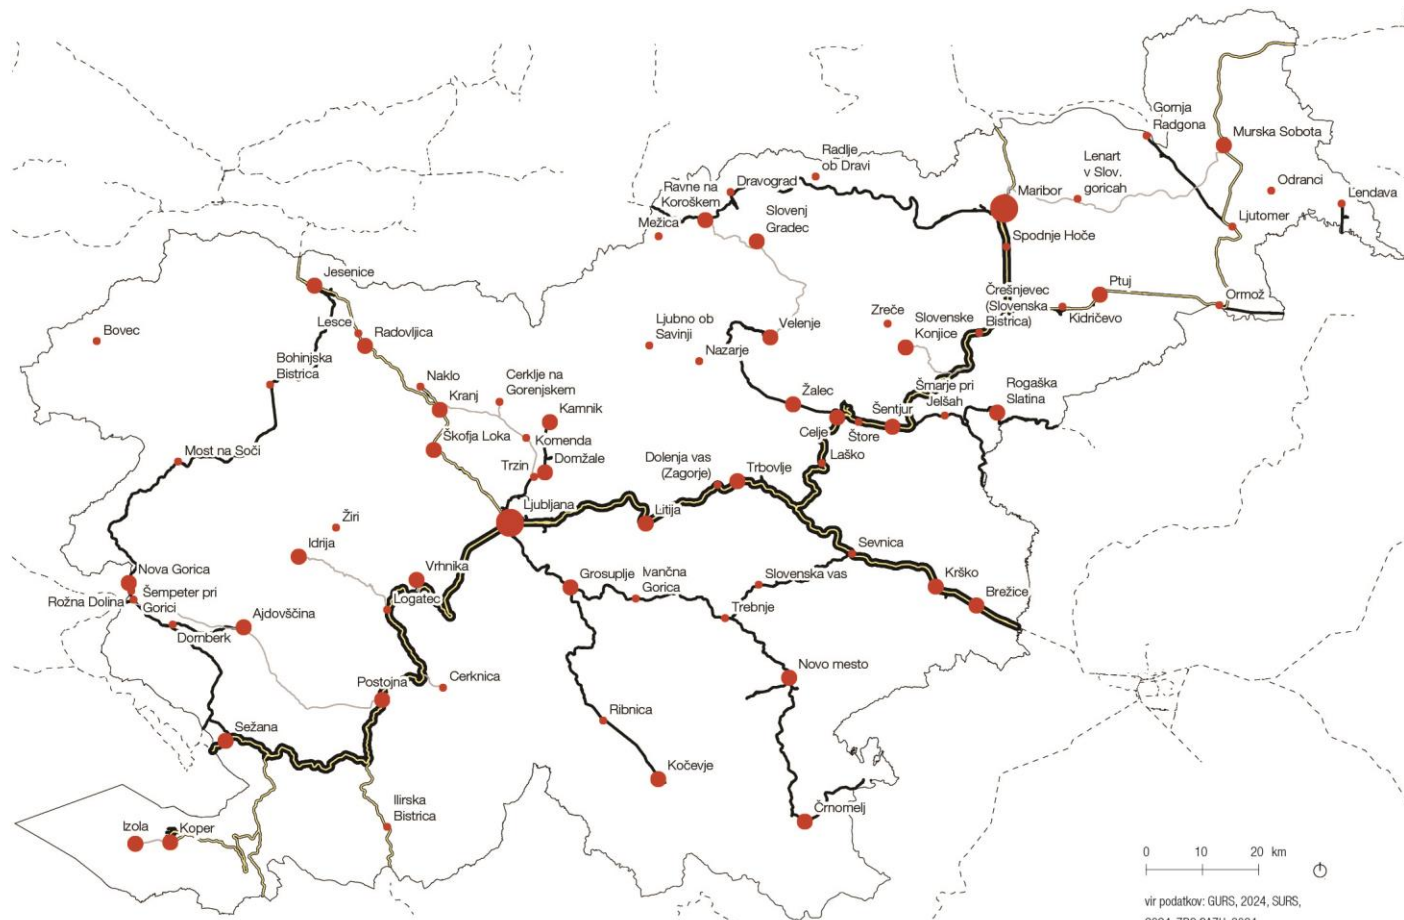 Gornja
Radgona
Murska Sobota
Lenart
v Slov.
goricah
Odranci
Lendava
Radlje
ob Dravi
Dravograd
Ravne na
Koroškem
Mežica
Slovenj
Gradec
Maribor
Ljutomer
Spodnje Hoče
Jesenice
Lesce
Radovljica
Bovec
Bohinjska
Bistrica
Ljubno ob
Savinji
Nazarje
Velenje
Zreče
Slovenske
Konjice
Črešnjevec
(Slovenska
Bistrica)
Ptuj
Kidričevo
Ormož
Naklo
Kranj
Cerklje na
Gorenjskem
Kamnik
Žalec
Šmarje pri
Jelšah
Rogaška
Slatina
Šentjur
Škofja Loka
Komenda
Domžale
Trzin
Celje
Štore
Laško
Most na Soči
Dolenja vas
(Zagorje)
Trbovlje
Ljubljana
Litija
Žiri
Idrija
Vrhnika
Sevnica
Nova Gorica
Šempeter pri
Gorici
Rožna Dolina
Ajdovščina
Dornberk
Logatec
Grosuplje
Ivančna
Gorica
Slovenska vas
Trebnje
Krško
Brežice
Postojna
Cerknica
Novo mesto
Ribnica
Sežana
Kočevje
Ilirska
Bistrica
Črnomelj
Izola
Koper
0 10 20 km
vir podatkov: GURS, 2024, SURS,